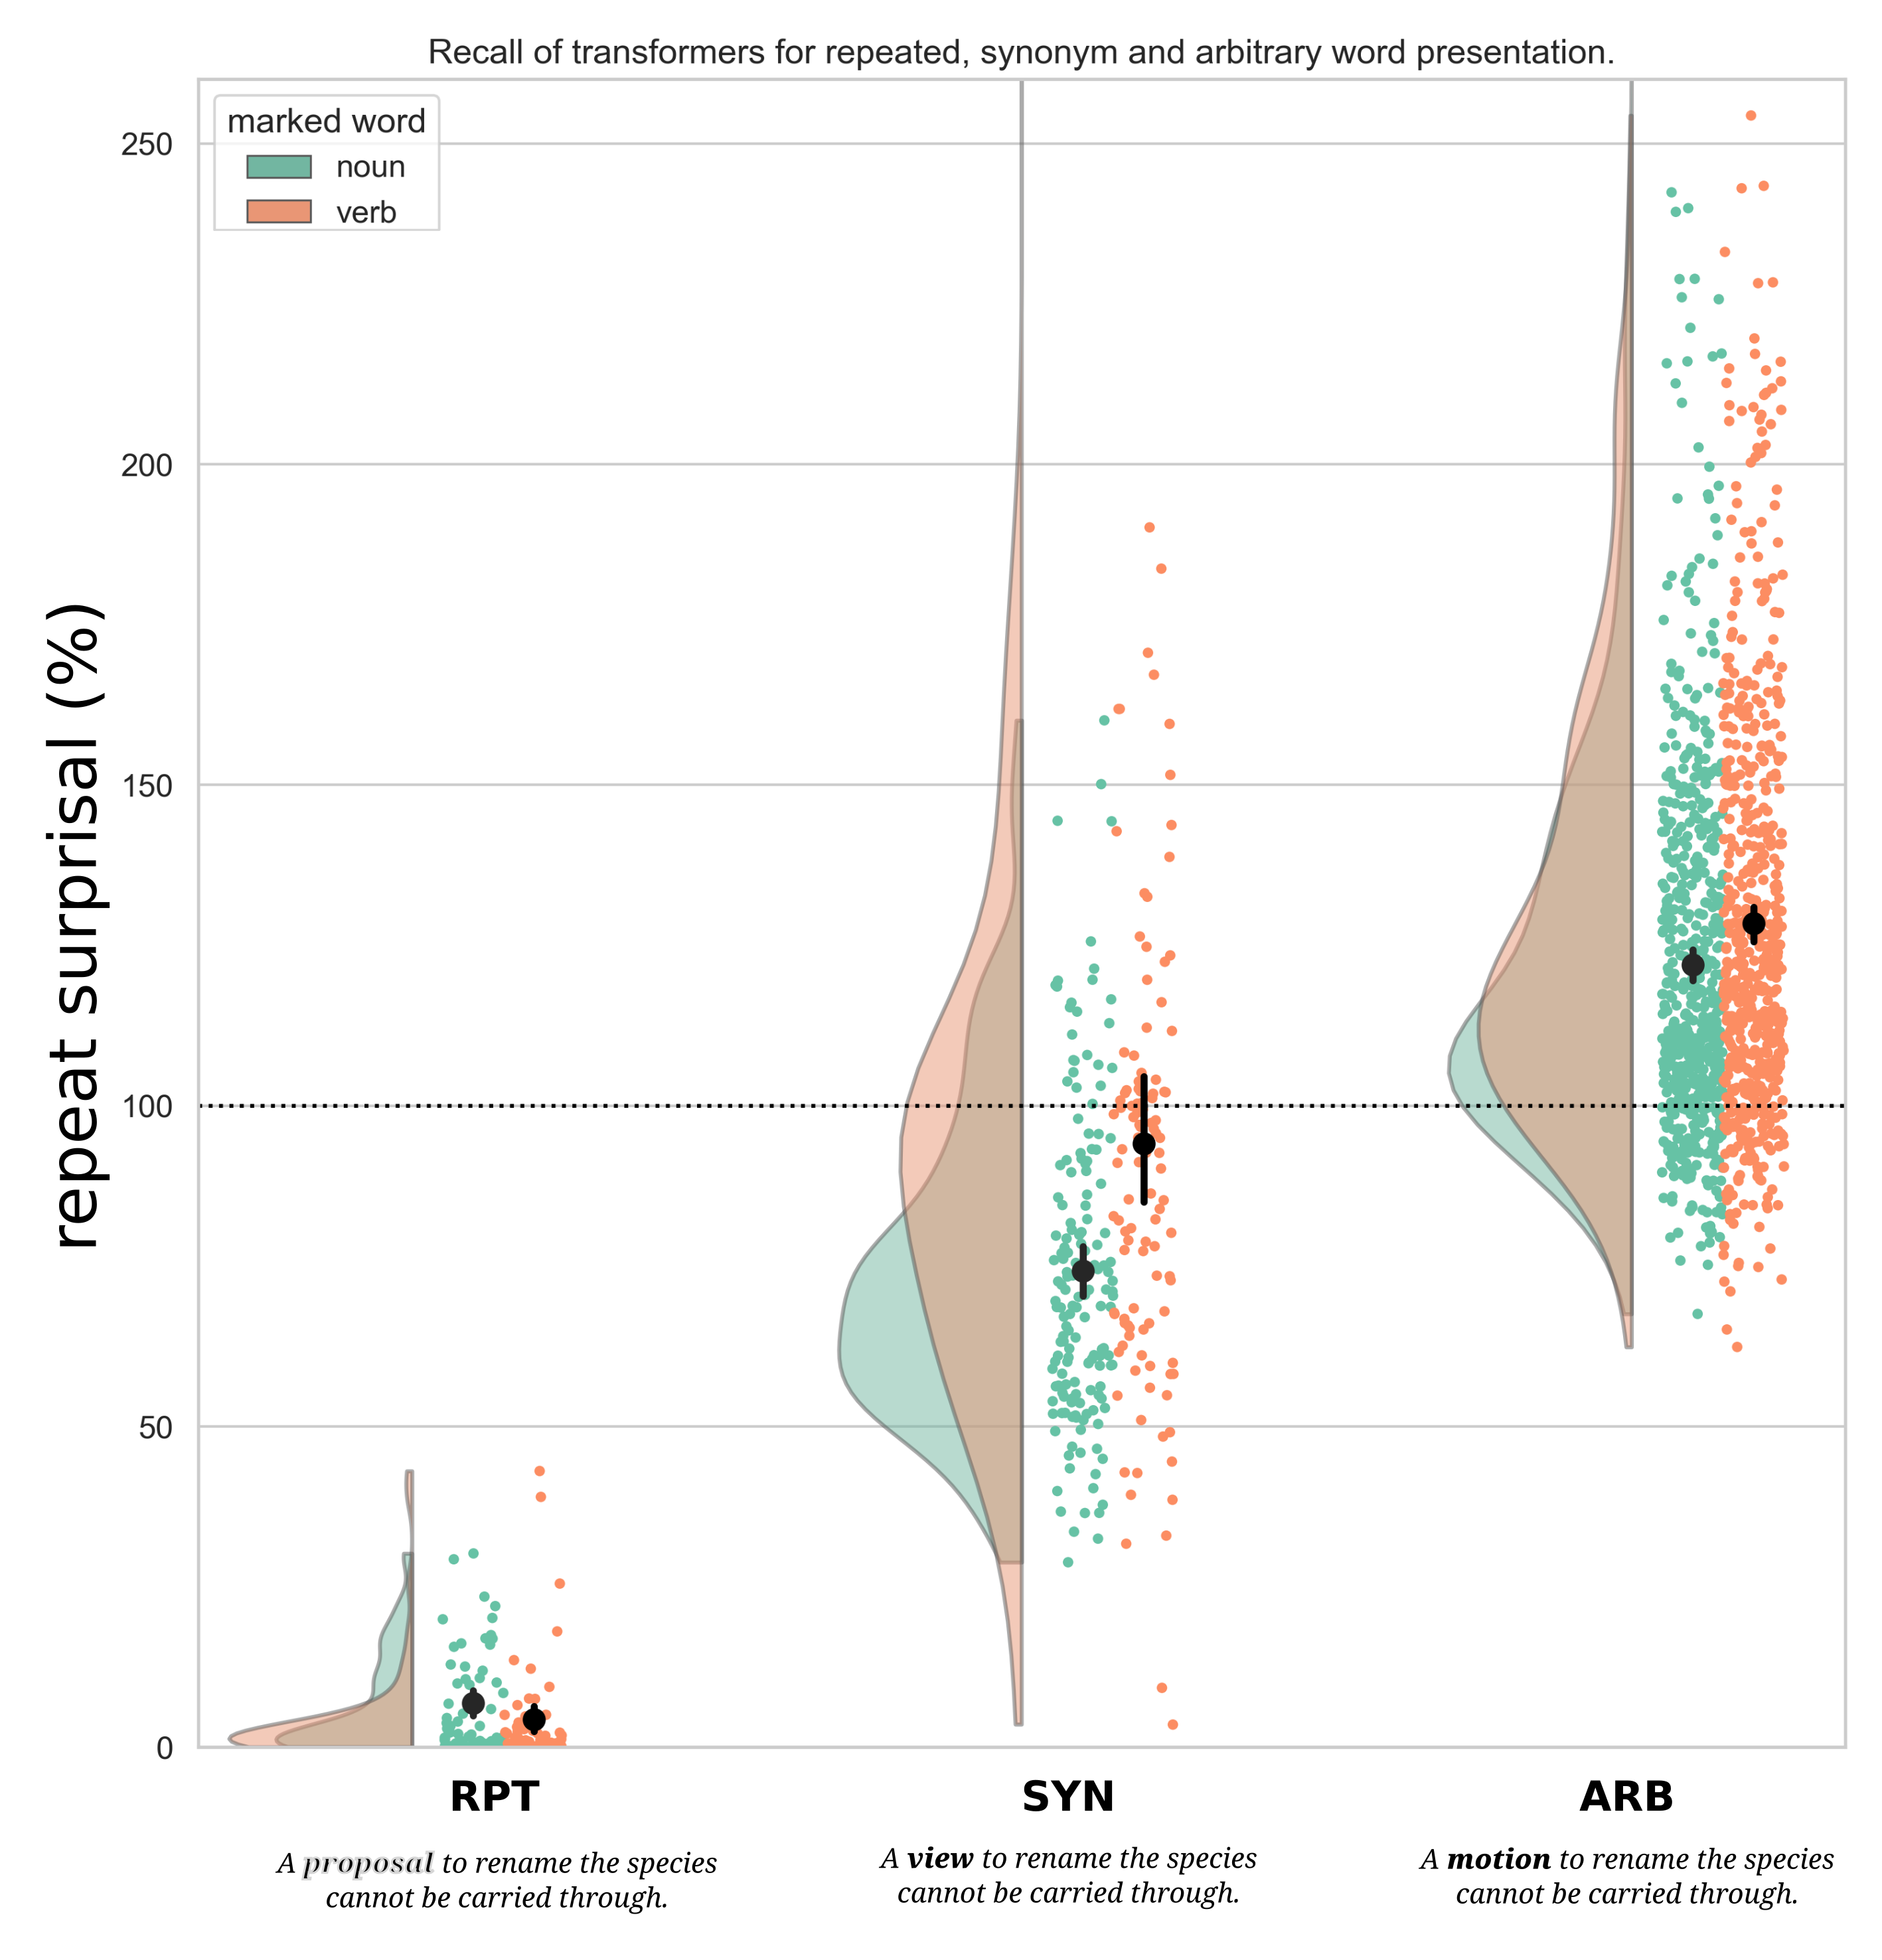 Recall of transformers for repeated, synonym and arbitrary word presentation.
marked word
noun
verb
repeat surprisal (%)
250
200
150
100
50
0
RPT
SYN
ARB
A proposal to rename the species
cannot be carried through.
A view to rename the species
cannot be carried through.
A motion to rename the species
cannot be carried through.